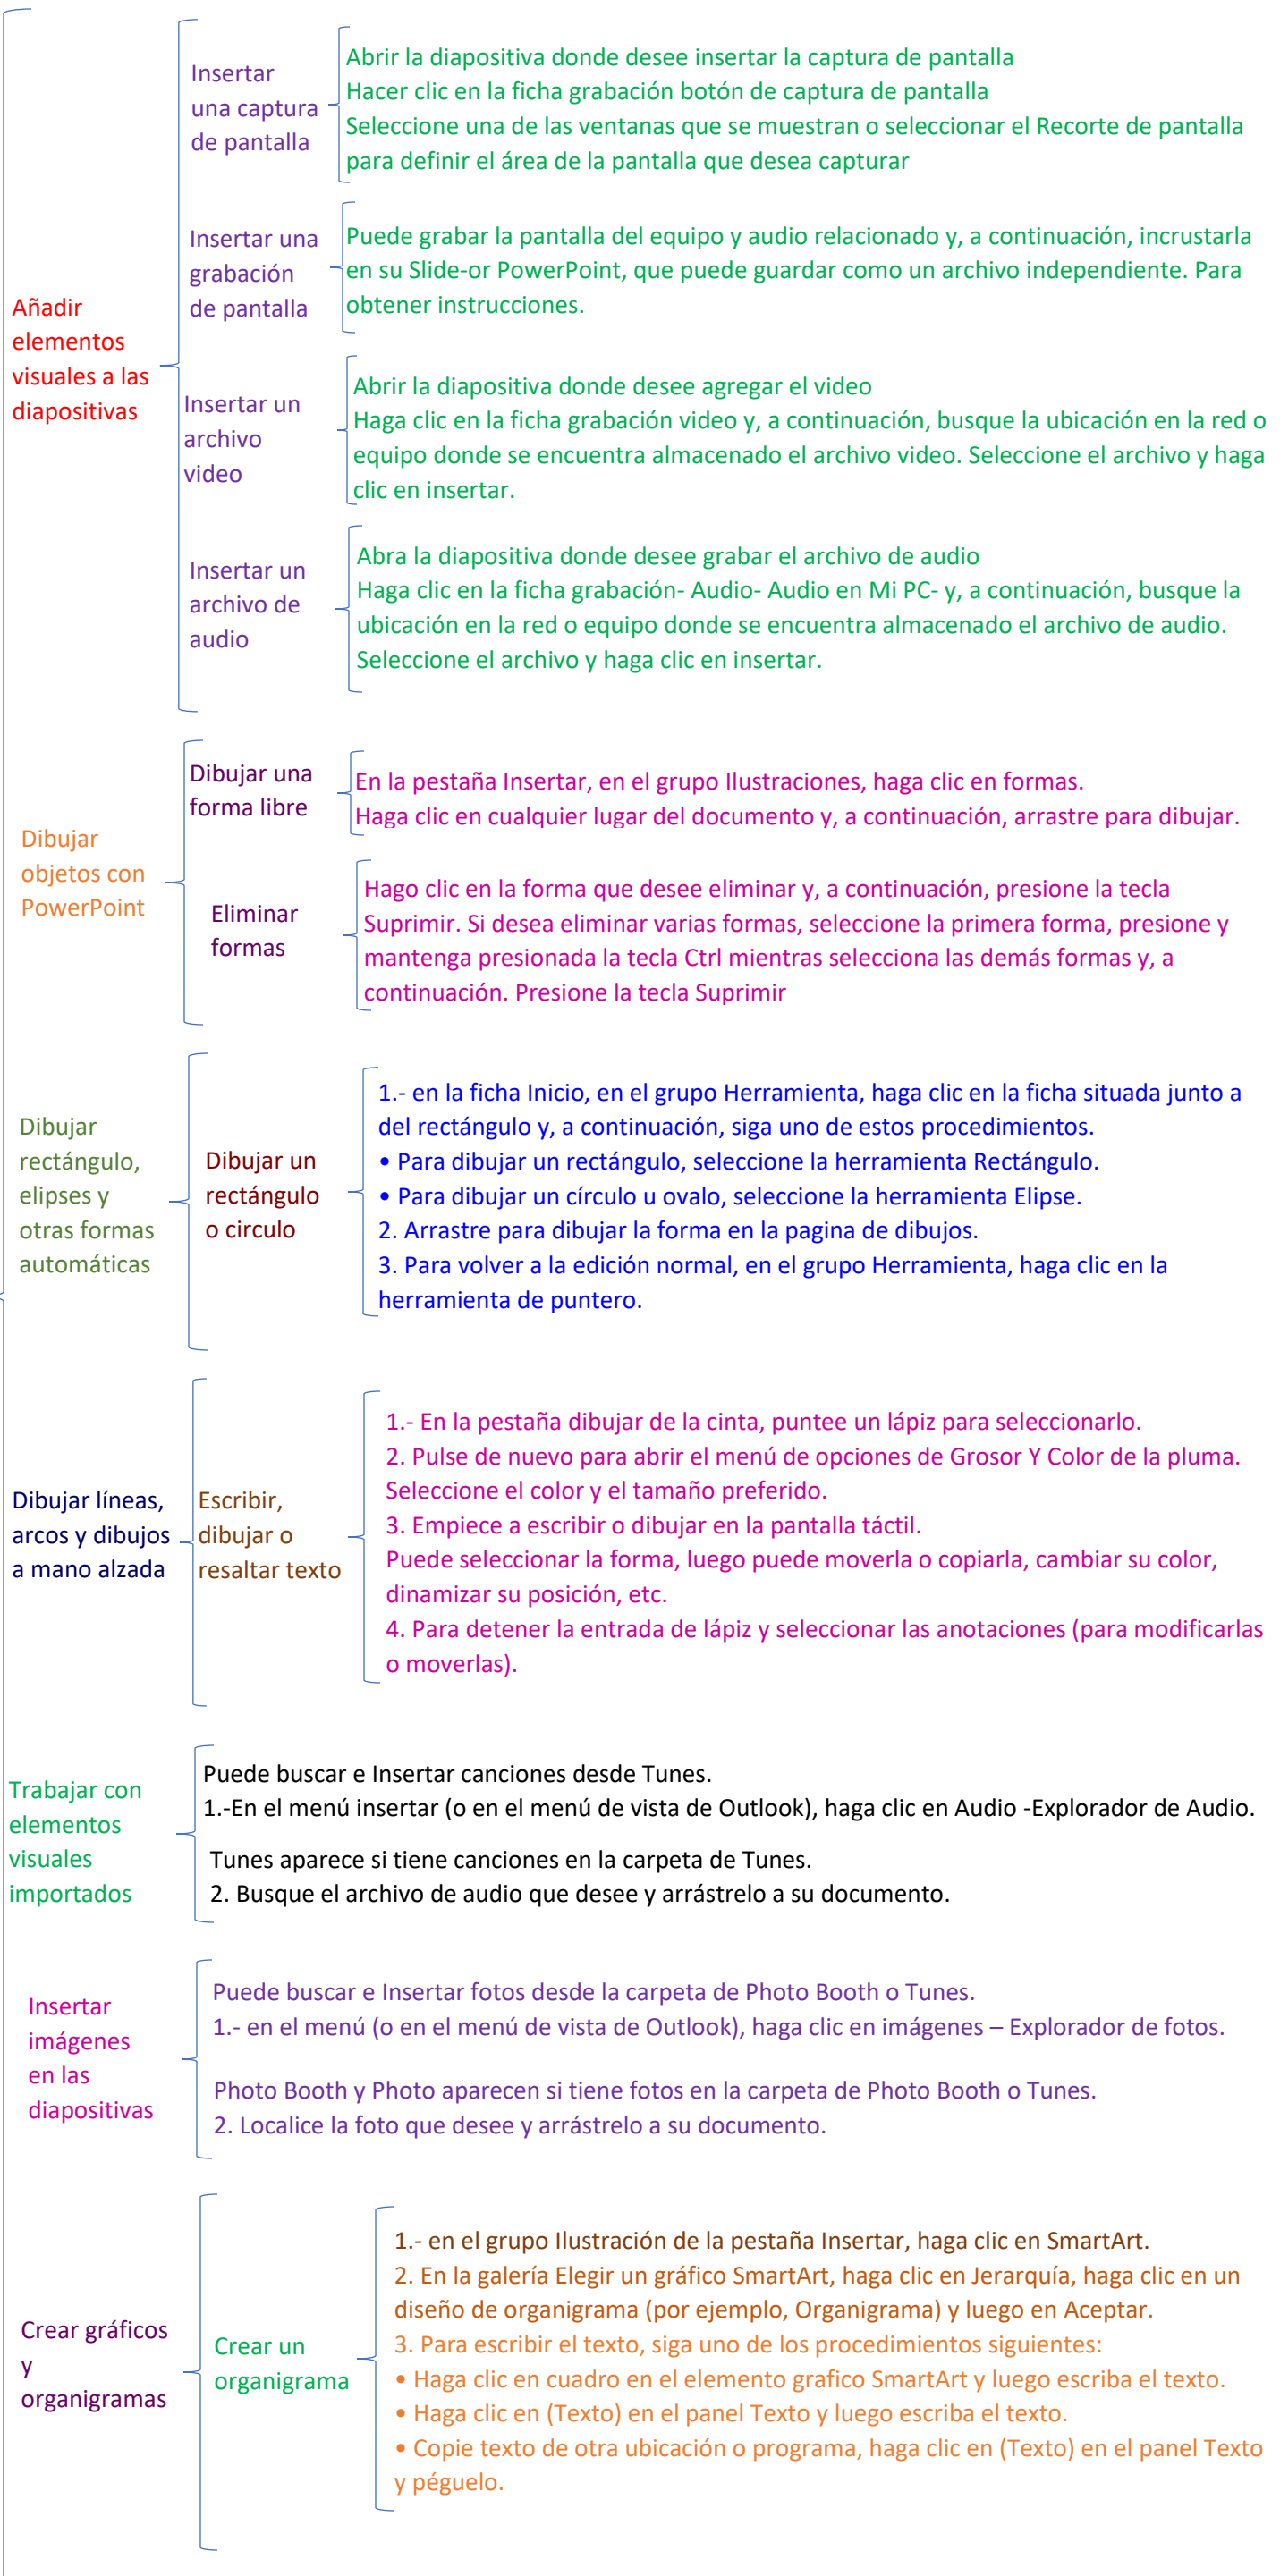 Añadir
elementos
visuales a las
diapositivas
Insertar
una captura
de pantalla
Abrir la diapositiva donde desee insertar la captura de pantalla
Hacer clic en la ficha grabación botón de captura de pantalla
Seleccione una de las ventanas que se muestran o seleccionar el Recorte de pantalla
para definir el área de la pantalla que desea capturar
Insertar una
grabación
de pantalla
Puede grabar la pantalla del equipo y audio relacionado y, a continuación, incrustarla
en su Slide-or PowerPoint, que puede guardar como un archivo independiente. Para
obtener instrucciones.
Insertar un
archivo
video
Abrir la diapositiva donde desee agregar el video
Haga clic en la ficha grabación video y, a continuación, busque la ubicación en la red o
equipo donde se encuentra almacenado el archivo video. Seleccione el archivo y haga
clic en insertar.
Insertar un
archivo de
audio
Abra la diapositiva donde desee grabar el archivo de audio
Haga clic en la ficha grabación- Audio- Audio en Mi PC- y, a continuación, busque la
ubicación en la red o equipo donde se encuentra almacenado el archivo de audio.
Seleccione el archivo y haga clic en insertar.
Dibujar
objetos con
PowerPoint
Dibujar una
forma libre
En la pestaña Insertar, en el grupo Ilustraciones, haga clic en formas.
Haga clic en cualquier lugar del documento y, a continuación, arrastre para dibujar.
Eliminar
formas
Hago clic en la forma que desee eliminar y, a continuación, presione la tecla
Suprimir. Si desea eliminar varias formas, seleccione la primera forma, presione y
mantenga presionada la tecla Ctrl mientras selecciona las demás formas y, a
continuación. Presione la tecla Suprimir
Dibujar
rectángulo,
elipses y
otras formas
automáticas
Dibujar un
rectángulo
o circulo
1.- en la ficha Inicio, en el grupo Herramienta, haga clic en la ficha situada junto a
del rectángulo y, a continuación, siga uno de estos procedimientos.
• Para dibujar un rectángulo, seleccione la herramienta Rectángulo.
• Para dibujar un círculo u ovalo, seleccione la herramienta Elipse.
2. Arrastre para dibujar la forma en la pagina de dibujos.
3. Para volver a la edición normal, en el grupo Herramienta, haga clic en la
herramienta de puntero.
Dibujar líneas,
arcos y dibujos
a mano alzada
Escribir,
dibujar o
resaltar texto
1.- En la pestaña dibujar de la cinta, puntee un lápiz para seleccionarlo.
2. Pulse de nuevo para abrir el menú de opciones de Grosor Y Color de la pluma.
Seleccione el color y el tamaño preferido.
3. Empiece a escribir o dibujar en la pantalla táctil.
Puede seleccionar la forma, luego puede moverla o copiarla, cambiar su color,
dinamizar su posición, etc.
4. Para detener la entrada de lápiz y seleccionar las anotaciones (para modificarlas
o moverlas).
Trabajar con
elementos
visuales
importados
Puede buscar e Insertar canciones desde Tunes.
1.-En el menú insertar (o en el menú de vista de Outlook), haga clic en Audio -Explorador de Audio.
Tunes aparece si tiene canciones en la carpeta de Tunes.
2. Busque el archivo de audio que desee y arrástrelo a su documento.
Insertar
imágenes
en las
diapositivas
Puede buscar e Insertar fotos desde la carpeta de Photo Booth o Tunes.
1.- en el menú (o en el menú de vista de Outlook), haga clic en imágenes – Explorador de fotos.
Photo Booth y Photo aparecen si tiene fotos en la carpeta de Photo Booth o Tunes.
2. Localice la foto que desee y arrástrelo a su documento.
Crear gráficos
y
organigramas
Crear un
organigrama
1.- en el grupo Ilustración de la pestaña Insertar, haga clic en SmartArt.
2. En la galería Elegir un gráfico SmartArt, haga clic en Jerarquía, haga clic en un
diseño de organigrama (por ejemplo, Organigrama) y luego en Aceptar.
3. Para escribir el texto, siga uno de los procedimientos siguientes:
• Haga clic en cuadro en el elemento grafico SmartArt y luego escriba el texto.
• Haga clic en (Texto) en el panel Texto y luego escriba el texto.
• Copie texto de otra ubicación o programa, haga clic en (Texto) en el panel Texto
y péguelo.